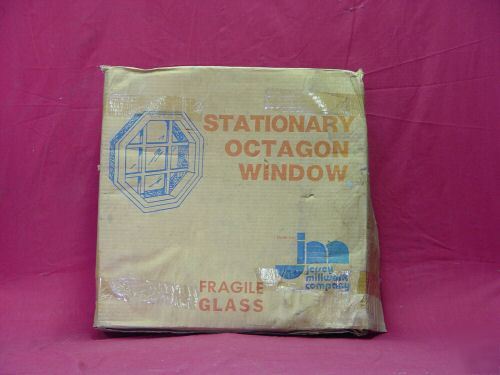 STATIONARY
OCTAGON
WINDOW
jm
jersey
millwork
company
FRAGILE
GLASS